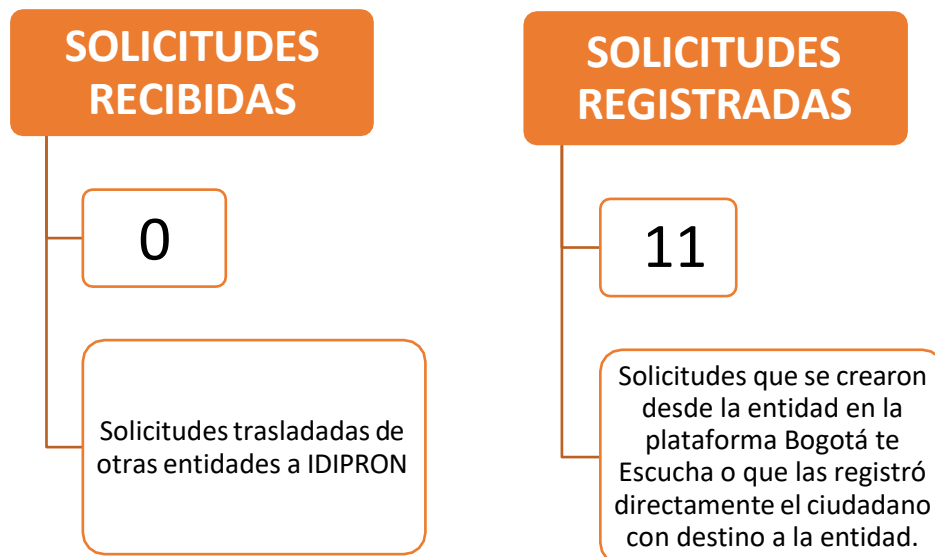 SOLICITUDES
RECIBIDAS
0
Solicitudes trasladadas de
otras entidades a IDIPRON
SOLICITUDES
REGISTRADAS
11
Solicitudes que se crearon
desde la entidad en la
plataforma Bogotá te
Escucha o que las registró
directamente el ciudadano
con destino a la entidad.